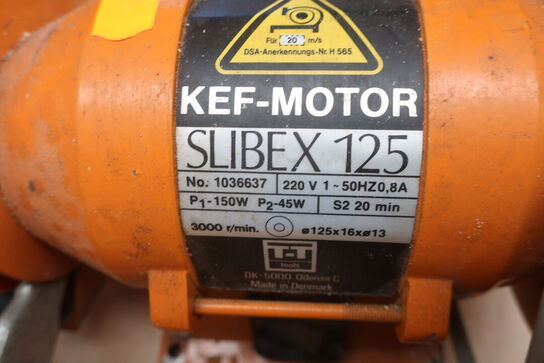 Für 20 m/s
DSA-Anerkennungs-Nr. H 565
KEF-MOTOR
SLIBEX 125
No. 1036637 220 V 1~50HZ0,8A
P1-150W P2-45W S2 20 min
3000 r/min. ø125x16xø13
T-T
tools
DK-5000 Odense C
Made in Denmark